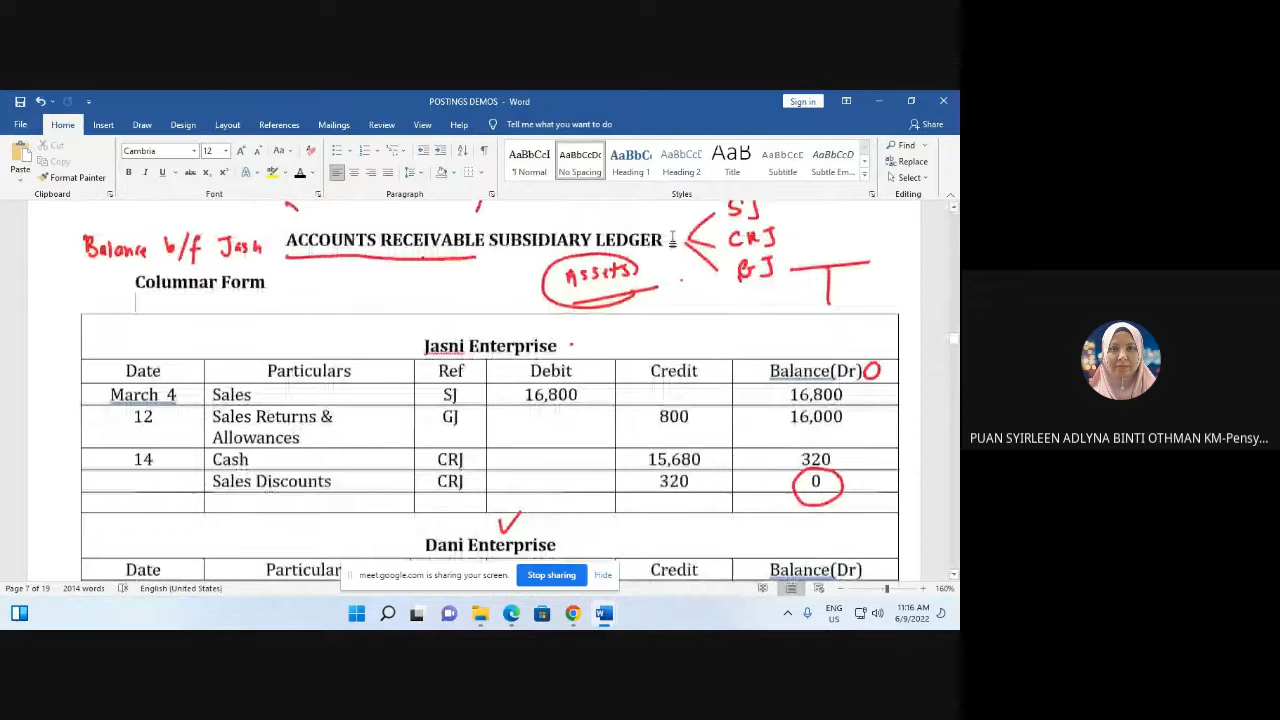 POSTINGS DEMOS - Word
Sign in
File Home Insert Draw Design Layout References Mailings Review View Help Tell me what you want to do Share
Paste
Cut
Copy
Format Painter
Clipboard
Cambria 12
Font
Paragraph
AaBbCcI AaBbCcDc AaBbC AaBbCcD AaB AaBbCcD AaBbCcD
¶ Normal No Spacing Heading 1 Heading 2 Title Subtitle Subtle Em...
Styles
Find
Replace
Select
Editing
SJ
Balance b/f Jash ACCOUNTS RECEIVABLE SUBSIDIARY LEDGER = CRJ
Assets GJ
Columnar Form
Jasni Enterprise
Date Particulars Ref Debit Credit Balance(Dr) 0
March 4 Sales SJ 16,800 16,800
12 Sales Returns & Allowances GJ 800 16,000
14 Cash CRJ 15,680 320
Sales Discounts CRJ 320 0
Dani Enterprise
Date Particular Credit Balance(Dr)
meet.google.com is sharing your screen. Stop sharing Hide
Page 7 of 19 2014 words English (United States) 160%
ENG US 11:16 AM 6/9/2022
PUAN SYIRLEEN ADLYNA BINTI OTHMAN KM-Pensy...